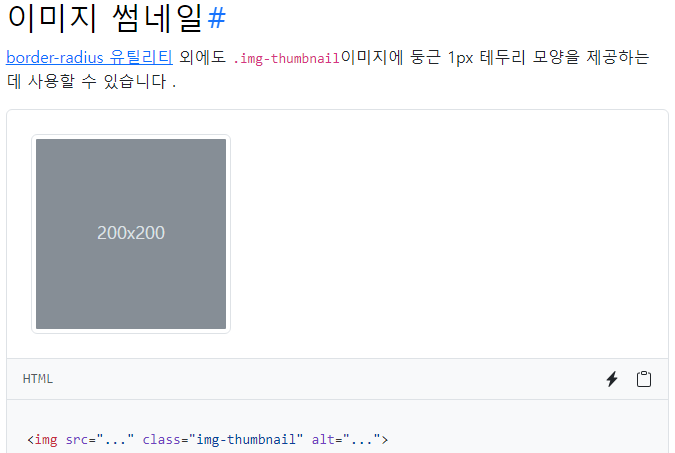 이미지 썸네일#
border-radius 유틸리티 외에도 .img-thumbnail이미지에 둥근 1px 테두리 모양을 제공하는
데 사용할 수 있습니다 .
200x200
HTML
<img src="..." class="img-thumbnail" alt="...">